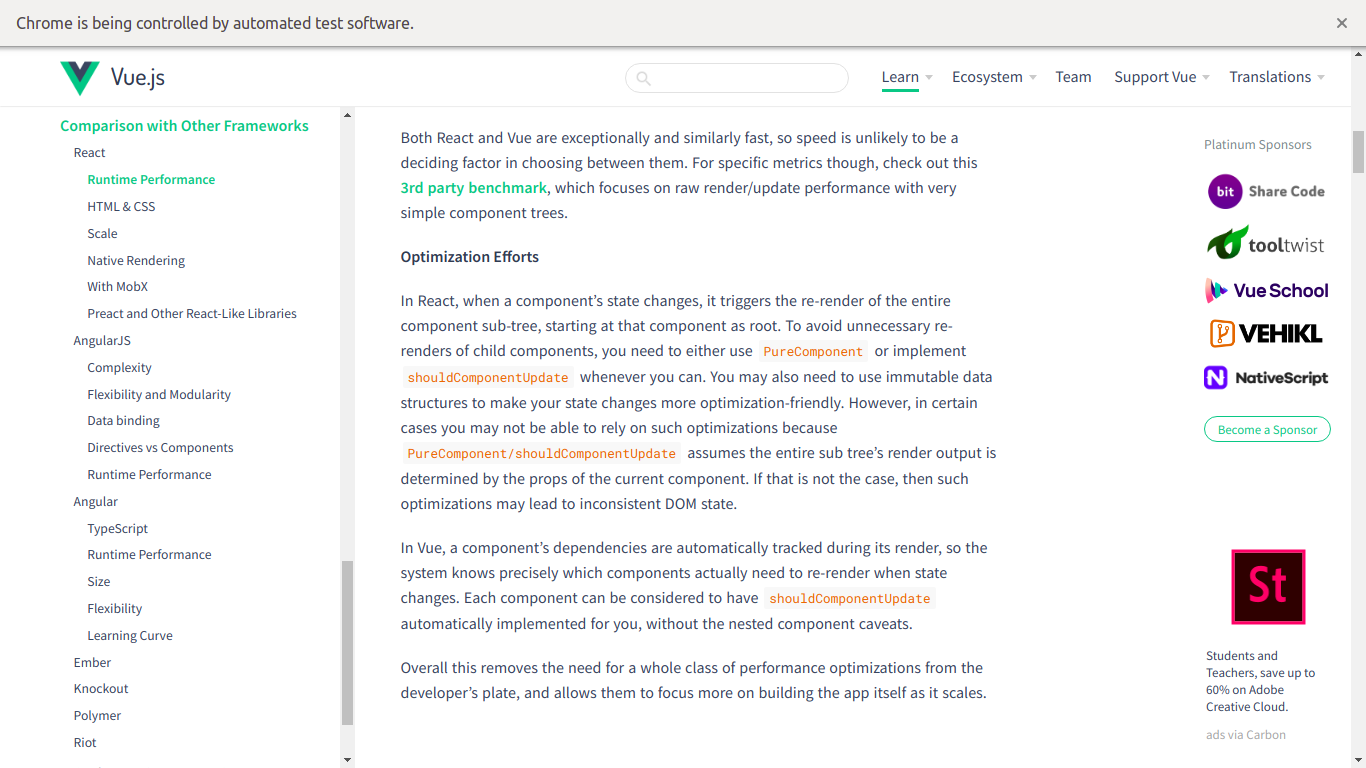 Chrome is being controlled by automated test software.
Vue.js
Learn
Ecosystem
Team
Support Vue
Translations
Comparison with Other Frameworks
React
Runtime Performance
HTML & CSS
Scale
Native Rendering
With MobX
Preact and Other React-Like Libraries
AngularJS
Complexity
Flexibility and Modularity
Data binding
Directives vs Components
Runtime Performance
Angular
TypeScript
Runtime Performance
Size
Flexibility
Learning Curve
Ember
Knockout
Polymer
Riot
Both React and Vue are exceptionally and similarly fast, so speed is unlikely to be a
deciding factor in choosing between them. For specific metrics though, check out this
3rd party benchmark, which focuses on raw render/update performance with very
simple component trees.
Optimization Efforts
In React, when a component’s state changes, it triggers the re-render of the entire
component sub-tree, starting at that component as root. To avoid unnecessary re-
renders of child components, you need to either use PureComponent or implement
shouldComponentUpdate whenever you can. You may also need to use immutable data
structures to make your state changes more optimization-friendly. However, in certain
cases you may not be able to rely on such optimizations because
PureComponent/shouldComponentUpdate assumes the entire sub tree’s render output is
determined by the props of the current component. If that is not the case, then such
optimizations may lead to inconsistent DOM state.
In Vue, a component’s dependencies are automatically tracked during its render, so the
system knows precisely which components actually need to re-render when state
changes. Each component can be considered to have shouldComponentUpdate
automatically implemented for you, without the nested component caveats.
Overall this removes the need for a whole class of performance optimizations from the
developer’s plate, and allows them to focus more on building the app itself as it scales.
Platinum Sponsors
bit Share Code
tooltwist
Vue School
VEHIKL
NativeScript
Become a Sponsor
St
Students and
Teachers, save up to
60% on Adobe
Creative Cloud.
ads via Carbon